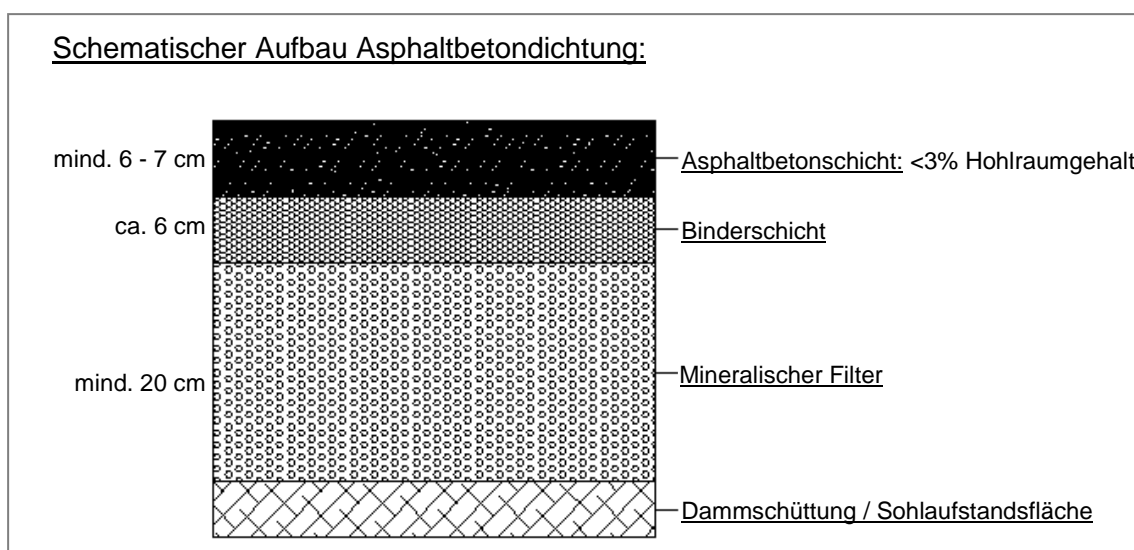 Schematischer Aufbau Asphaltbetondichtung:
mind. 6 - 7 cm
Asphaltbetonschicht: <3% Hohlraumgehalt
ca. 6 cm
Binderschicht
mind. 20 cm
Mineralischer Filter
Dammschüttung / Sohlaufstandsfläche